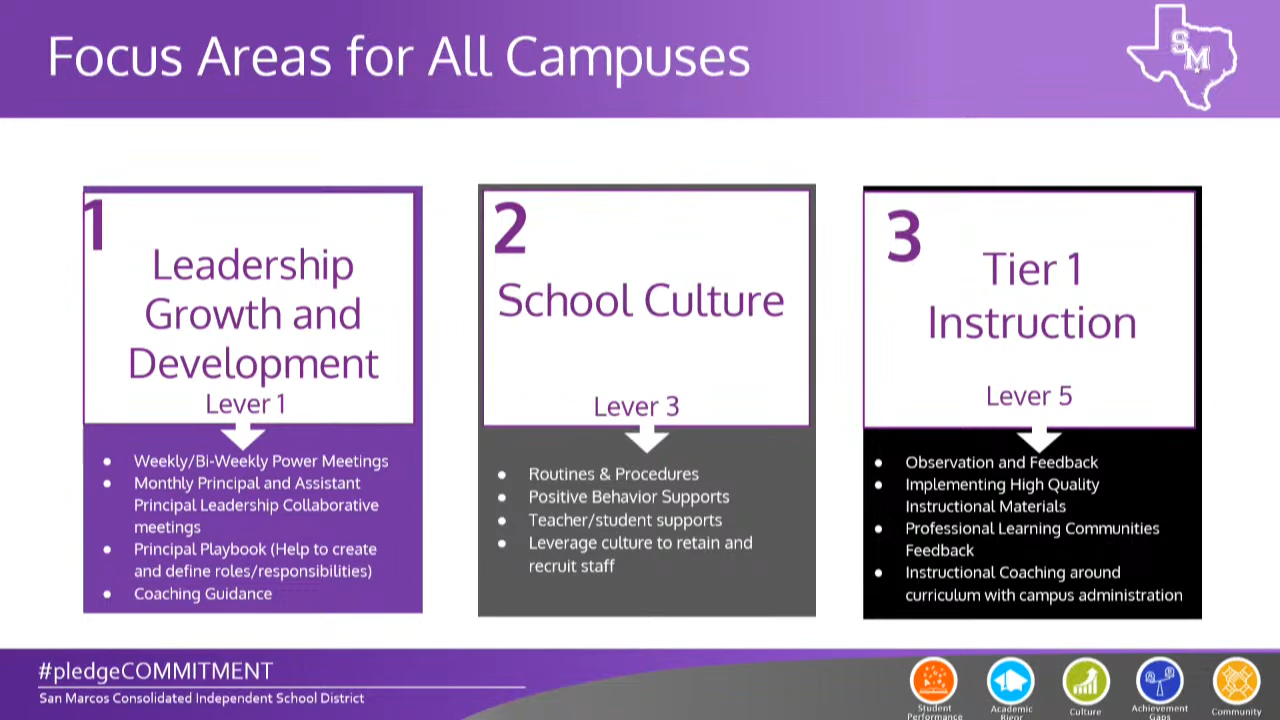 Focus Areas for All Campuses
S
M
1
Leadership
Growth and
Development
Lever 1
● Weekly/Bi-Weekly Power Meetings
● Monthly Principal and Assistant
Principal Leadership Collaborative
meetings
● Principal Playbook (Help to create
and define roles/responsibilities)
● Coaching Guidance
2
School Culture
Lever 3
● Routines & Procedures
● Positive Behavior Supports
● Teacher/student supports
● Leverage culture to retain and
recruit staff
3
Tier 1
Instruction
Lever 5
● Observation and Feedback
● Implementing High Quality
Instructional Materials
● Professional Learning Communities
Feedback
● Instructional Coaching around
curriculum with campus administration
#pledgeCOMMITMENT
San Marcos Consolidated Independent School District
Student
Performance
Academic
Rigor
Culture
Achievement
Gaps
Community